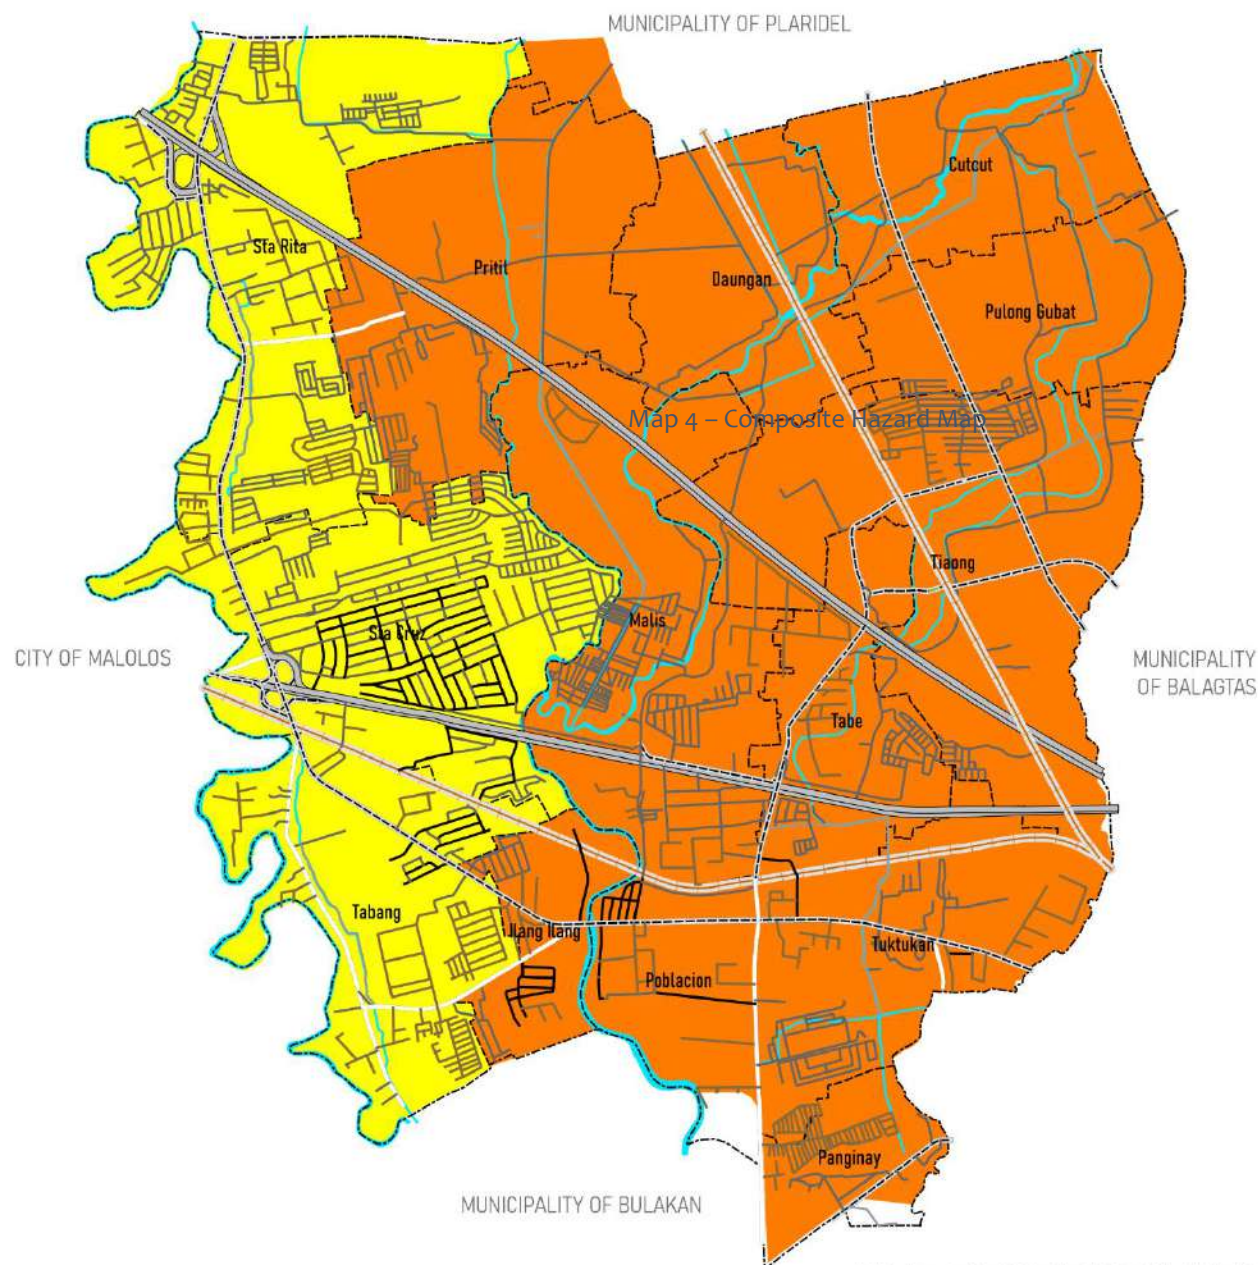 MUNICIPALITY OF PLARIDEL
Cutcut
Sta Rita
Pritil
Daungan
Pulong Gubat
Map 4 – Composite Hazard Map
Tiaong
Malis
Sta Cruz
CITY OF MALOLOS
MUNICIPALITY
OF BALAGTAS
Tabe
Tabang
Ilang Ilang
Tuktukan
Poblacion
Panginay
MUNICIPALITY OF BULAKAN